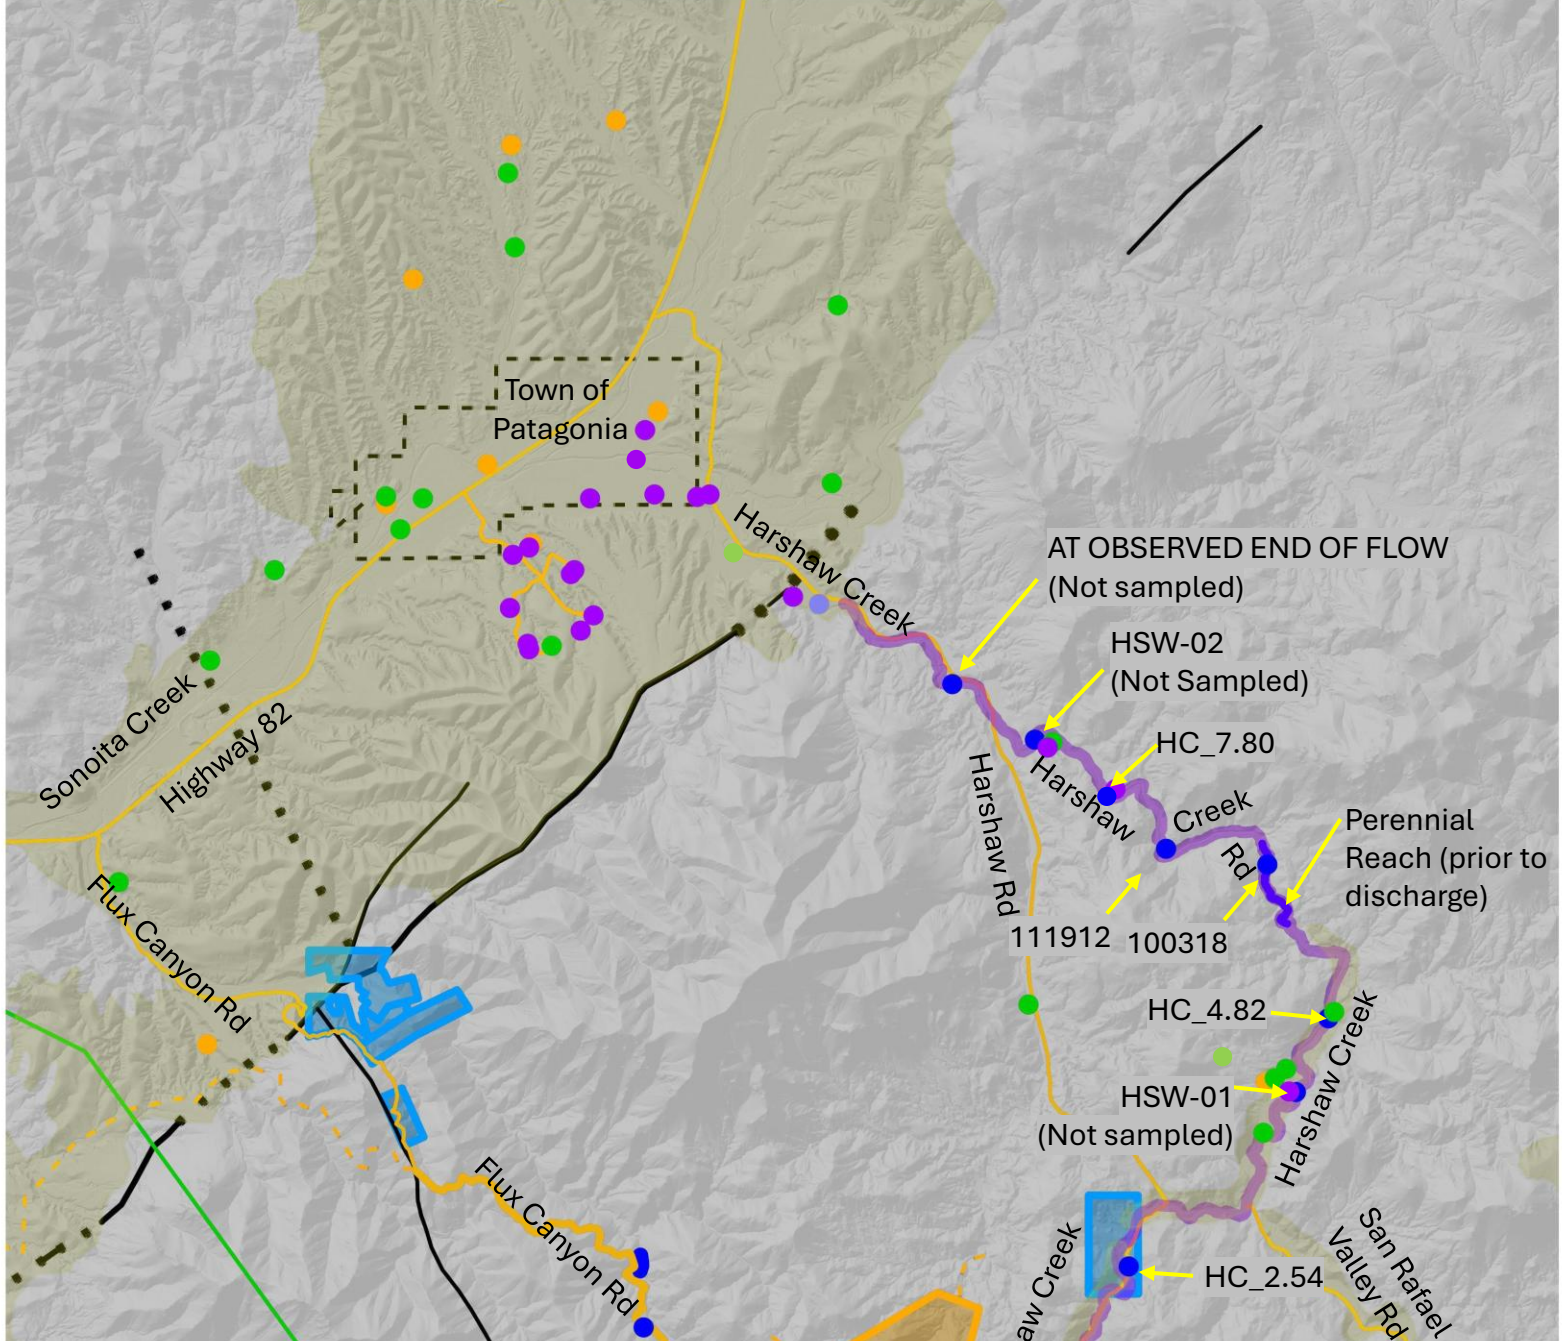 Town of
Patagonia
Harshaw Creek
AT OBSERVED END OF FLOW
(Not sampled)
HSW-02
(Not Sampled)
HC_7.80
Sonoita Creek
Highway 82
Harshaw Rd
Harshaw
Creek
Rd
Perennial
Reach (prior to
discharge)
111912
100318
Flux Canyon Rd
HC_4.82
Harshaw Creek
HSW-01
(Not sampled)
Flux Canyon Rd
aw Creek
San Rafael
Valley Rd
HC_2.54